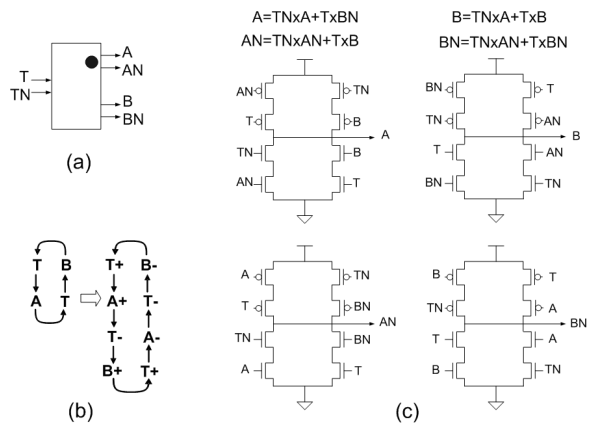 A
AN
T
TN
B
BN
(a)
A=TNxA+TxBN
AN=TNxAN+TxB
B=TNxA+TxB
BN=TNxAN+TxBN
AN TN
T B
A
TN B
AN T
BN T
TN AN
B
T AN
BN TN
T B
A T
T+ B-
A+ T-
T- A-
B+ T+
(b)
A TN
T BN
AN
TN BN
A T
B T
TN A
BN
T A
B TN
(c)